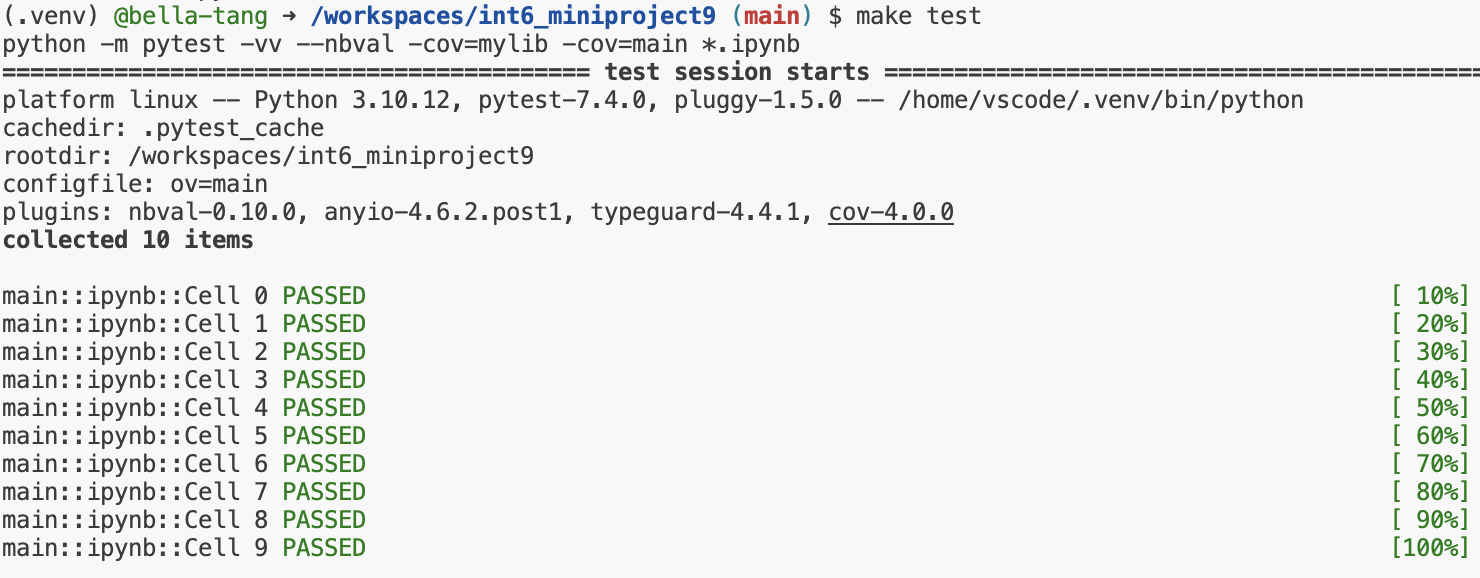 (.venv) @bella-tang ➜ /workspaces/int6_miniproject9 (main) $ make test
python -m pytest -vv --nbval -cov=mylib -cov=main *.ipynb
========================================== test session starts ===========================================
platform linux -- Python 3.10.12, pytest-7.4.0, pluggy-1.5.0 -- /home/vscode/.venv/bin/python
cachedir: .pytest_cache
rootdir: /workspaces/int6_miniproject9
configfile: ov=main
plugins: nbval-0.10.0, anyio-4.6.2.post1, typeguard-4.4.1, cov-4.0.0
collected 10 items
main::ipynb::Cell 0 PASSED [ 10%]
main::ipynb::Cell 1 PASSED [ 20%]
main::ipynb::Cell 2 PASSED [ 30%]
main::ipynb::Cell 3 PASSED [ 40%]
main::ipynb::Cell 4 PASSED [ 50%]
main::ipynb::Cell 5 PASSED [ 60%]
main::ipynb::Cell 6 PASSED [ 70%]
main::ipynb::Cell 7 PASSED [ 80%]
main::ipynb::Cell 8 PASSED [ 90%]
main::ipynb::Cell 9 PASSED [100%]